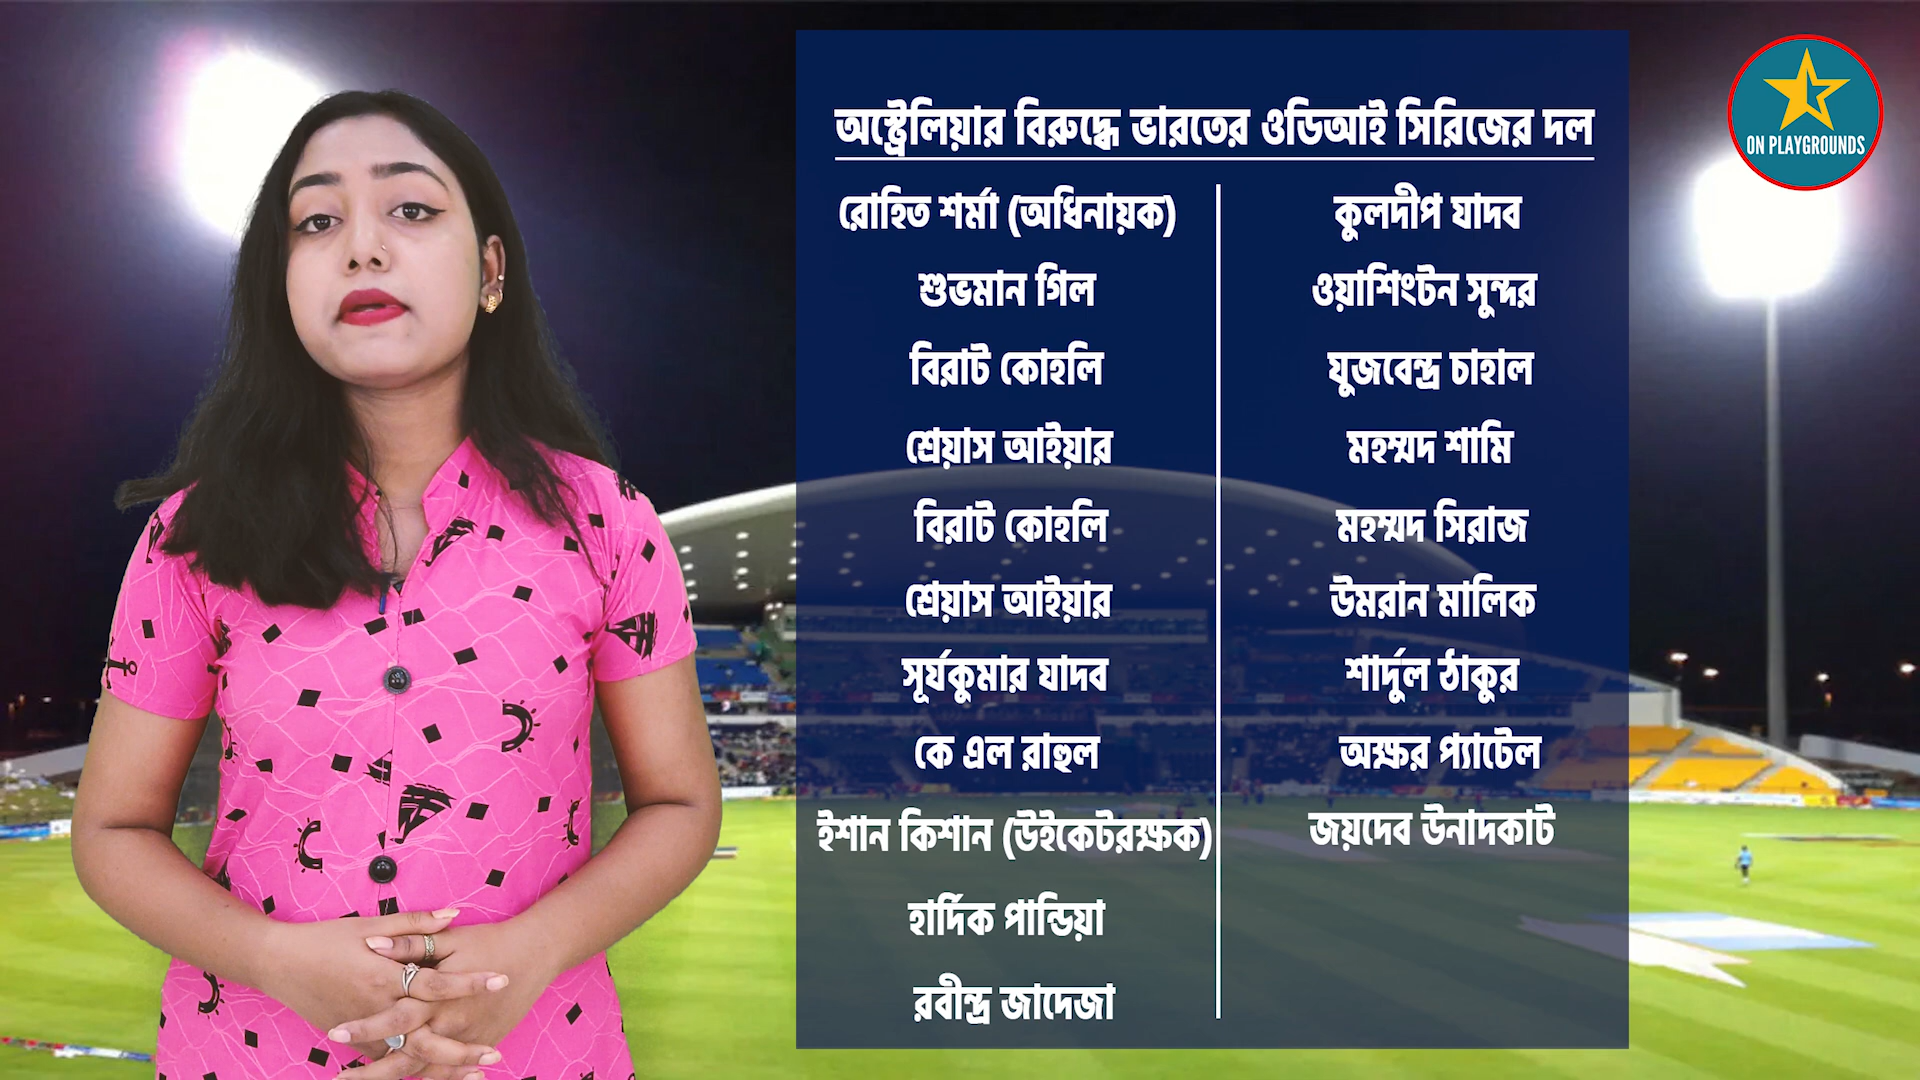 অস্ট্রেলিয়ার বিরুদ্ধে ভারতের ওডিআই সিরিজের দল
রোহিত শর্মা (অধিনায়ক)
শুভমান গিল
বিরাট কোহলি
শ্রেয়াস আইয়ার
বিরাট কোহলি
শ্রেয়াস আইয়ার
সূর্যকুমার যাদব
কে এল রাহুল
ইশান কিশান (উইকেটরক্ষক)
হার্দিক পান্ডিয়া
রবীন্দ্র জাদেজা
কুলদীপ যাদব
ওয়াশিংটন সুন্দর
যুজবেন্দ্র চাহাল
মহম্মদ শামি
মহম্মদ সিরাজ
উমরান মালিক
শার্দুল ঠাকুর
অক্ষর প্যাটেল
জয়দেব উনাদকাট
ON PLAYGROUNDS